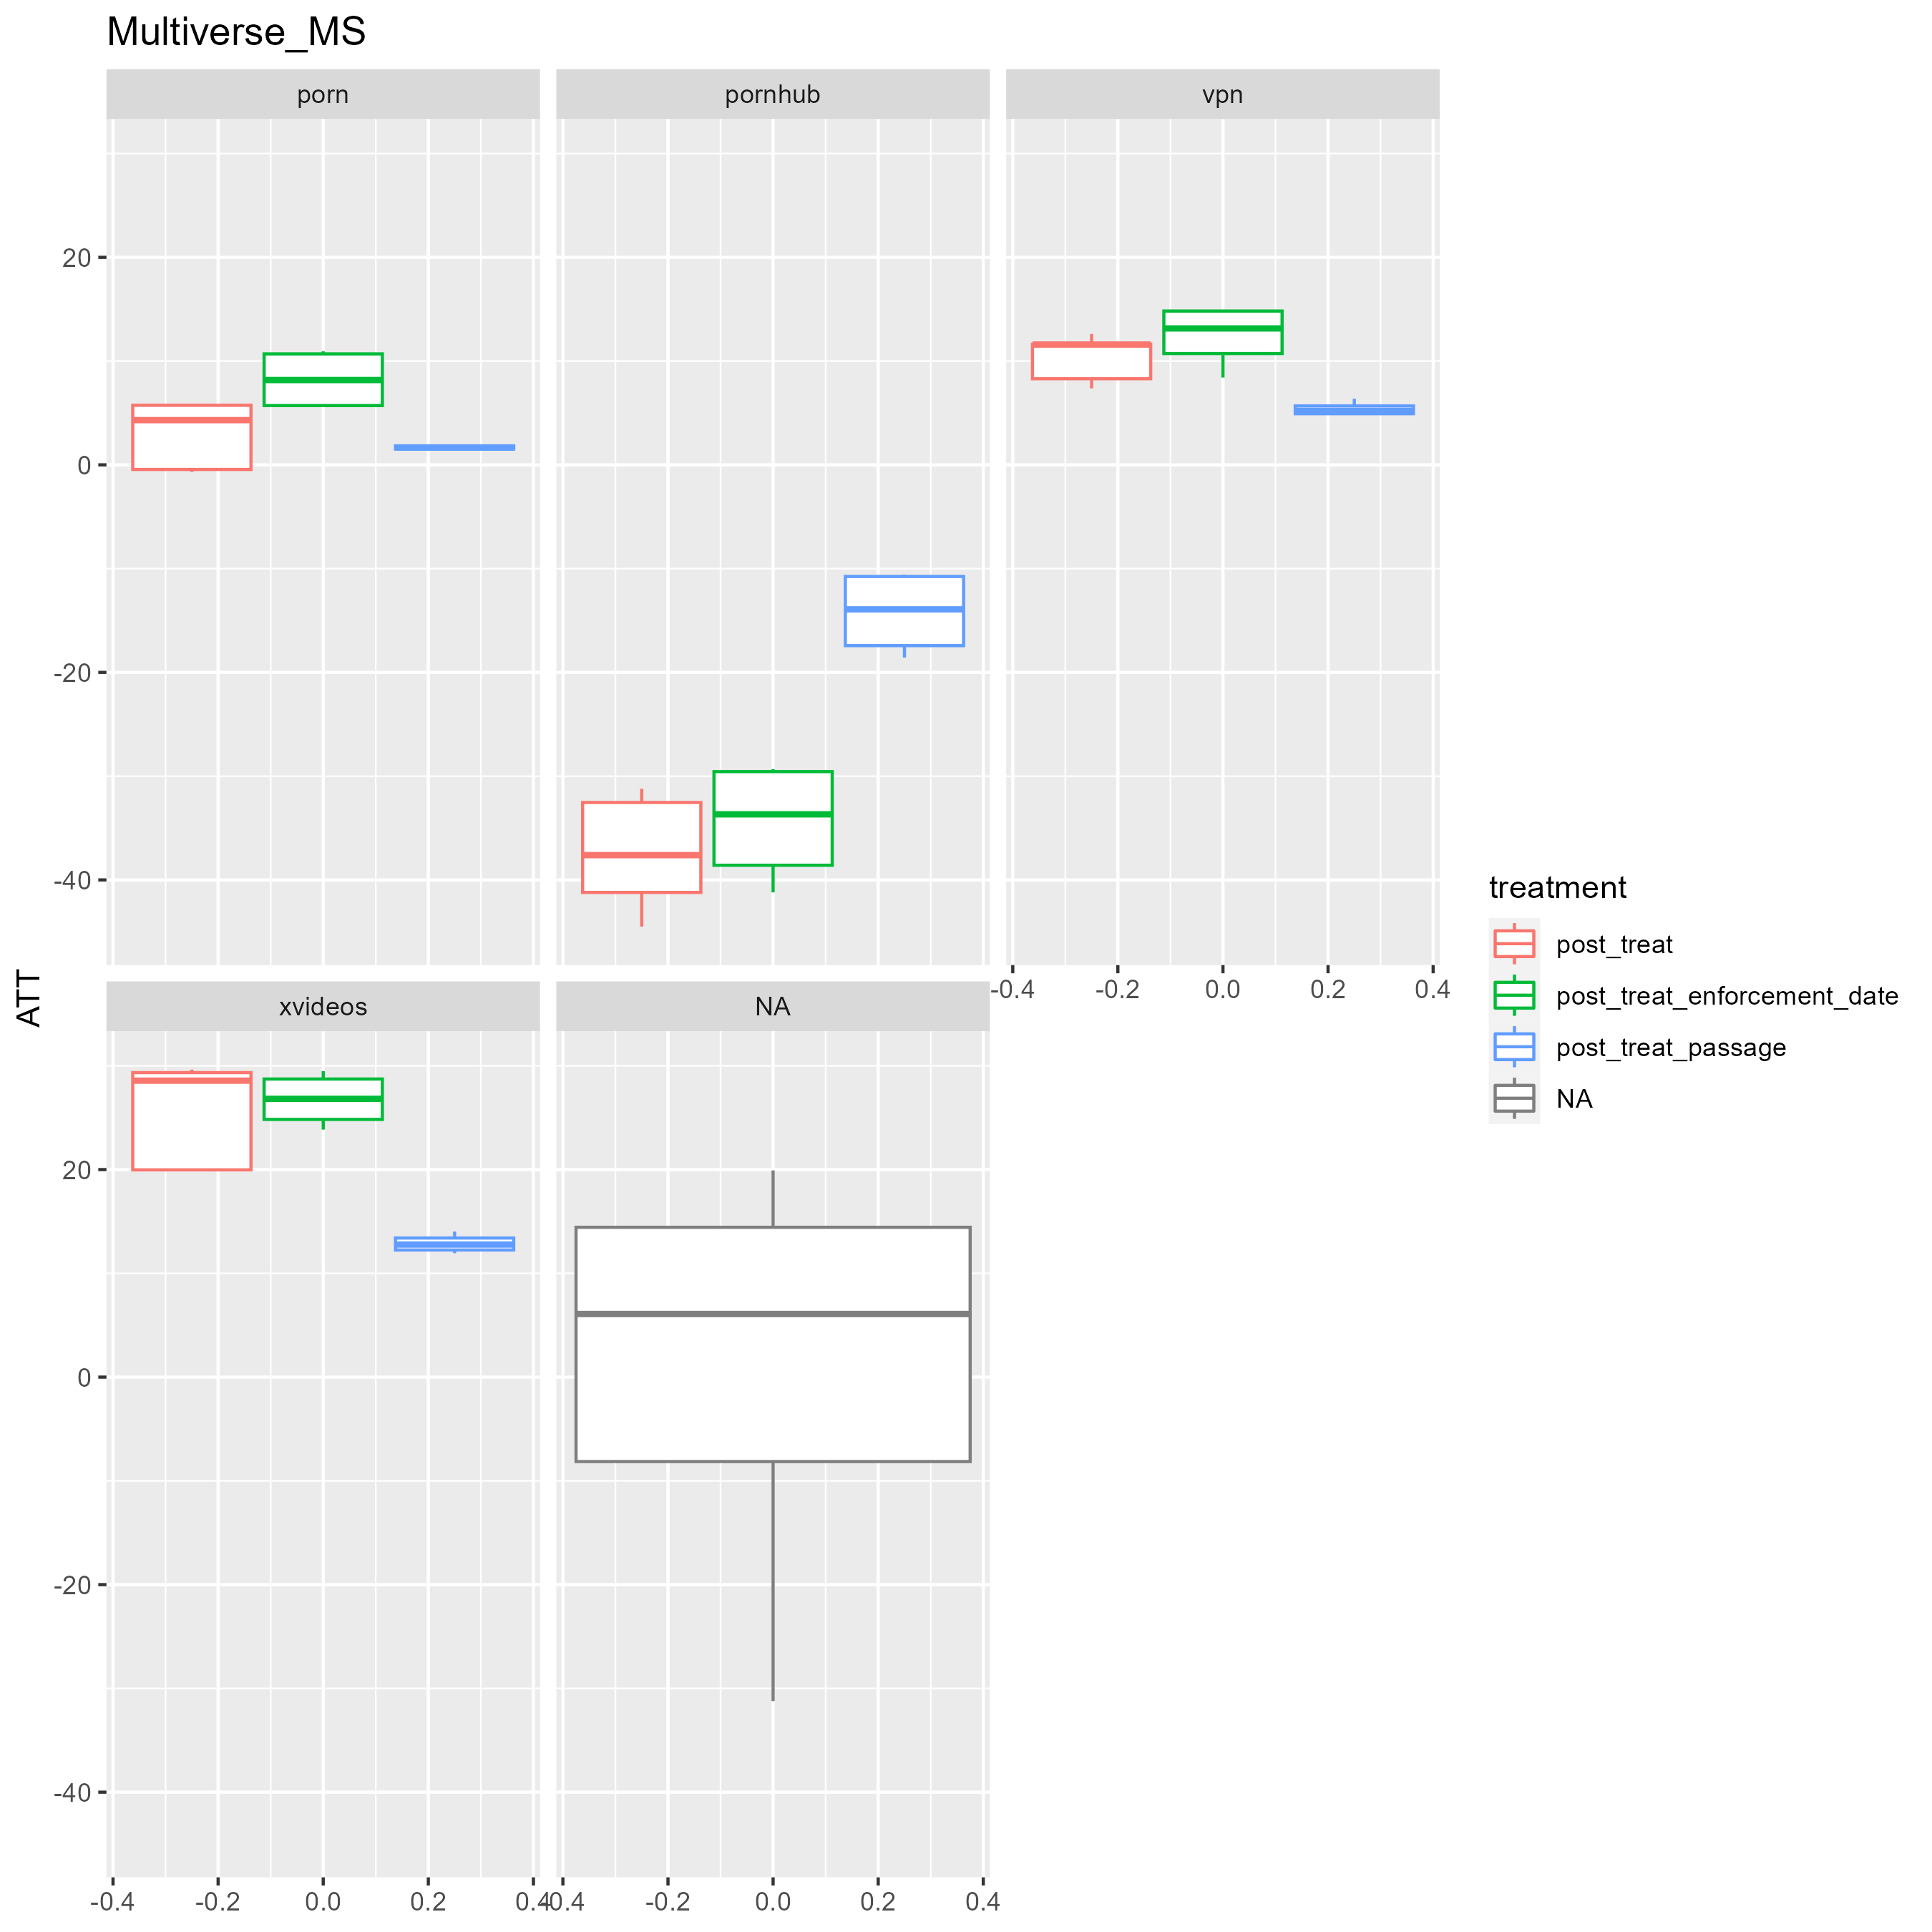 Multiverse_MS
porn
pornhub
vpn
20
0
-20
-40
-0.4 -0.2 0.0 0.2 0.4
ATT
xvideos
NA
20
0
-20
-40
-0.4 -0.2 0.0 0.2 0.4
-0.4 -0.2 0.0 0.2 0.4
treatment
post_treat
post_treat_enforcement_date
post_treat_passage
NA